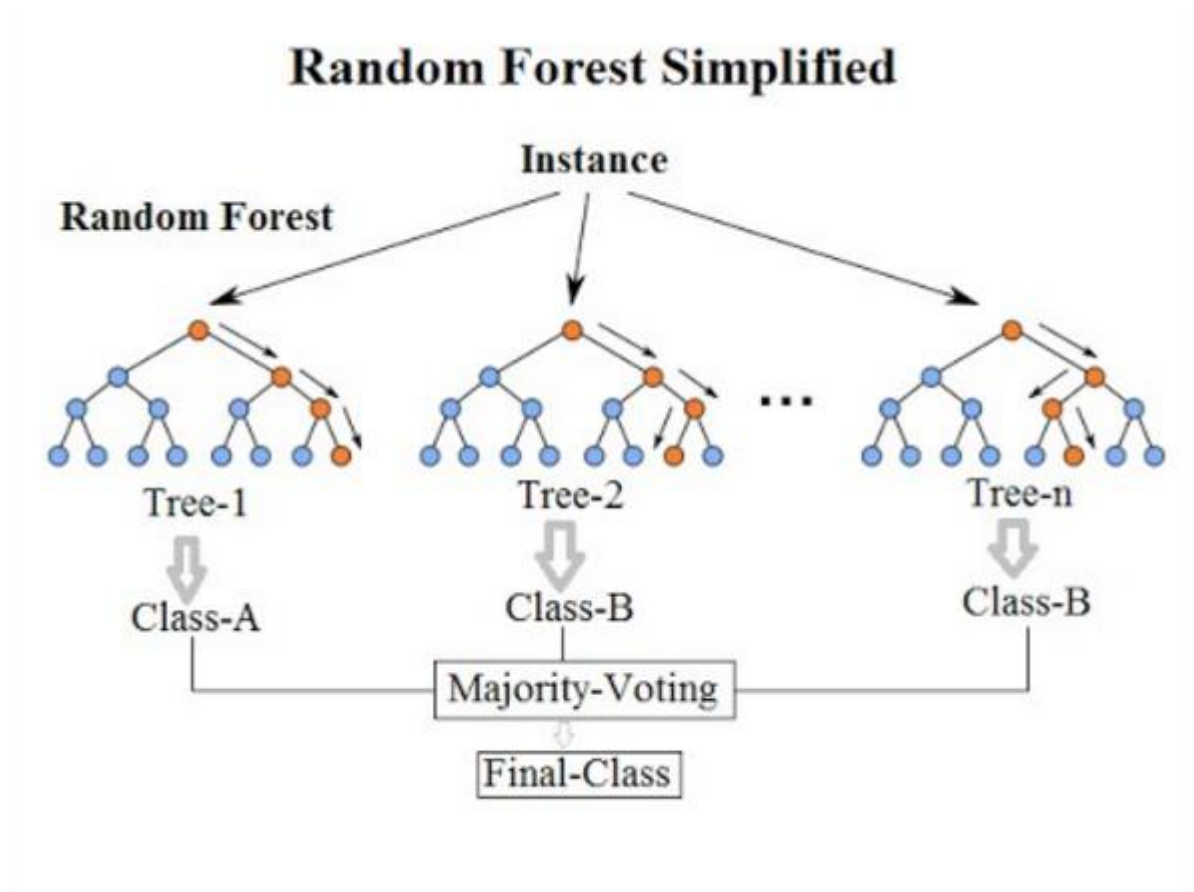 Random Forest Simplified
Instance
Random Forest
...
Tree-1
Tree-2
Tree-n
Class-A
Class-B
Class-B
Majority-Voting
Final-Class